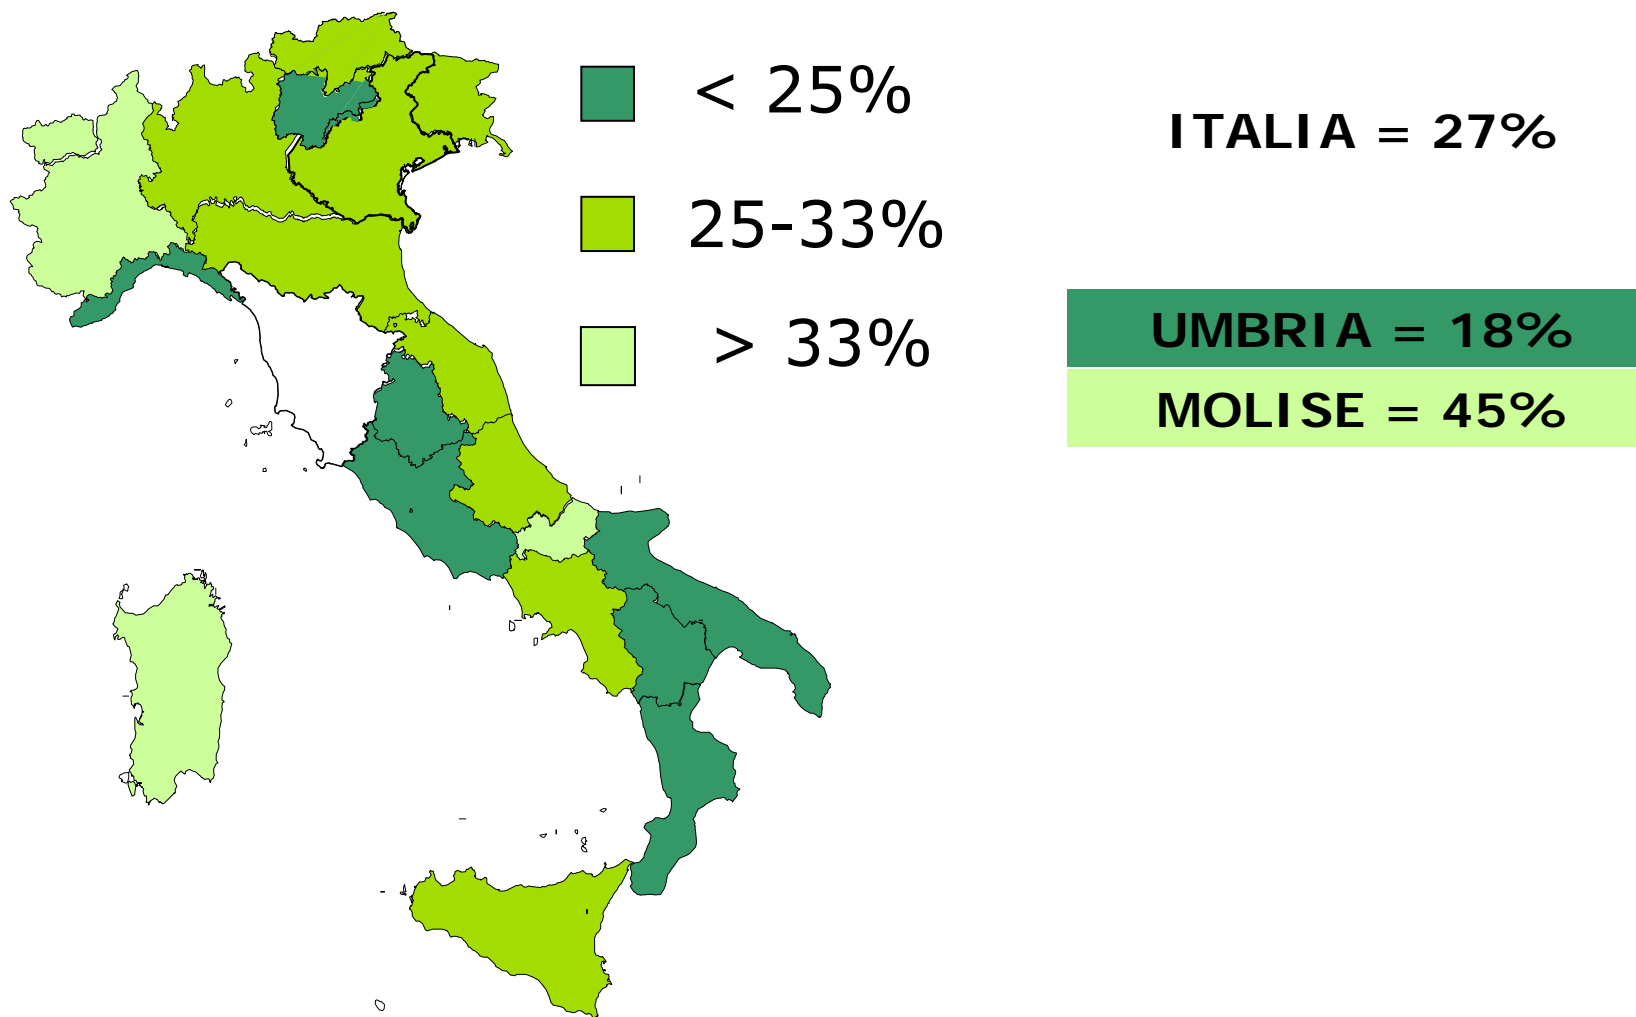 < 25%
25-33%
> 33%
ITALIA = 27%
UMBRIA = 18%
MOLISE = 45%